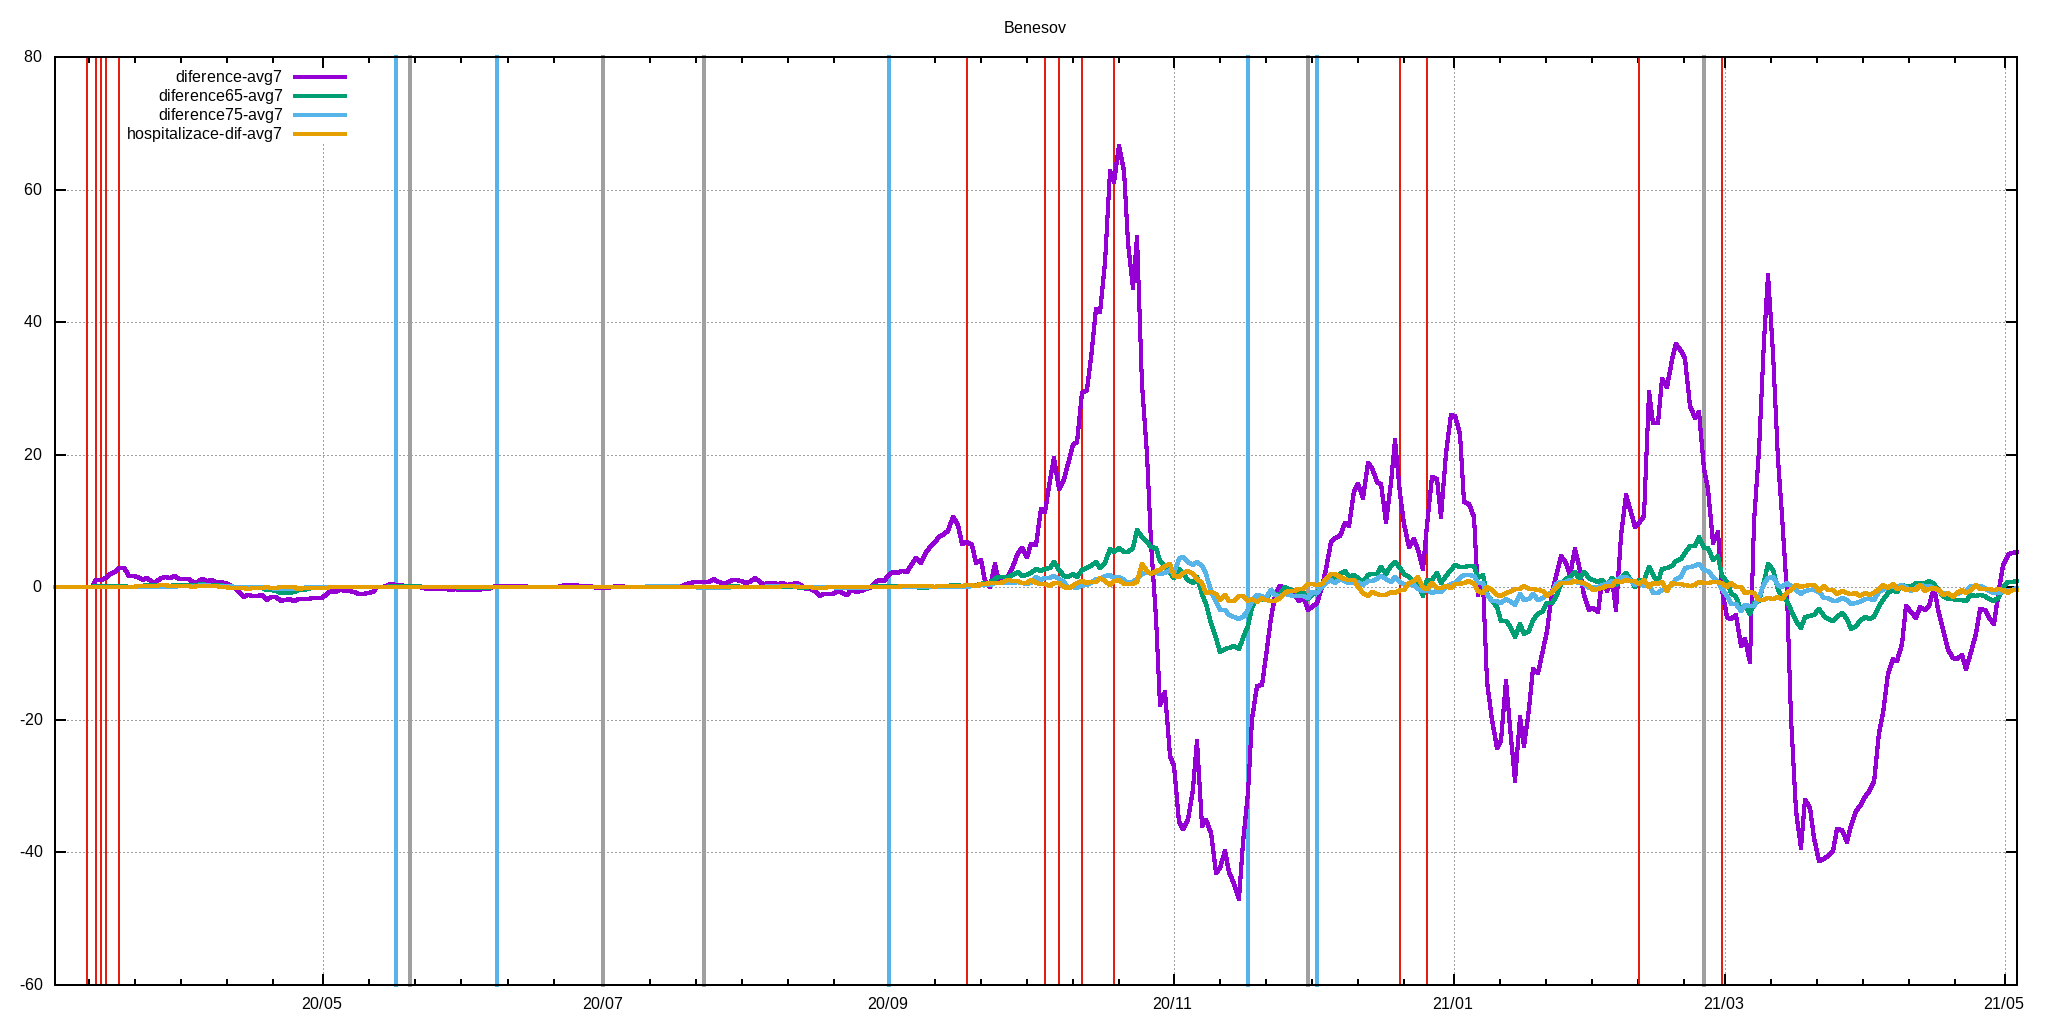 Benesov
diference-avg7
diference65-avg7
diference75-avg7
hospitalizace-dif-avg7
80
60
40
20
0
-20
-40
-60
20/05 20/07 20/09 20/11 21/01 21/03 21/05